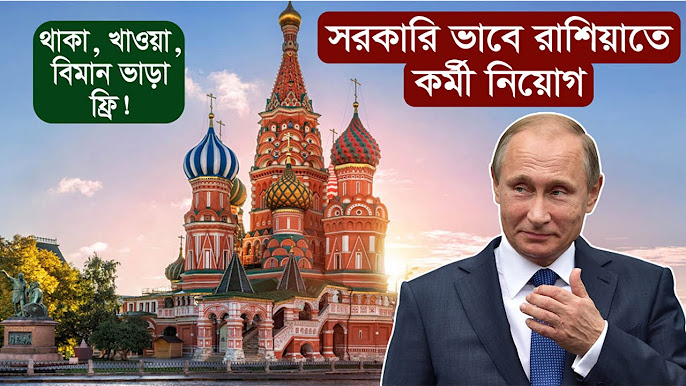 থাকা, খাওয়া,
বিমান ভাড়া
ফ্রি!
সরকারি ভাবে রাশিয়াতে
কর্মী নিয়োগ